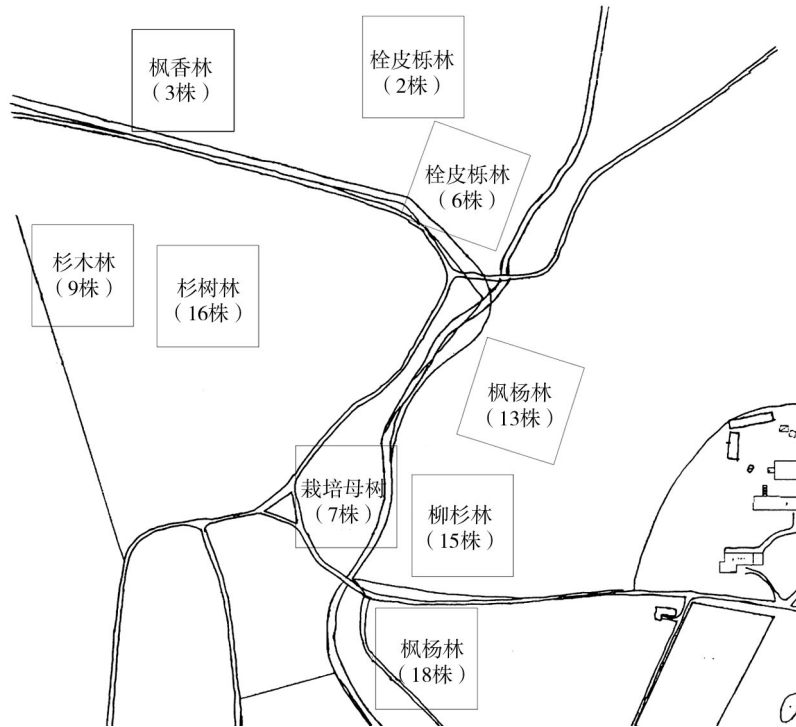 枫香林
（3株）
栓皮栎林
（2株）
栓皮栎林
（6株）
杉木林
（9株）
杉树林
（16株）
枫杨林
（13株）
栽培母树
（7株）
柳杉林
（15株）
枫杨林
（18株）